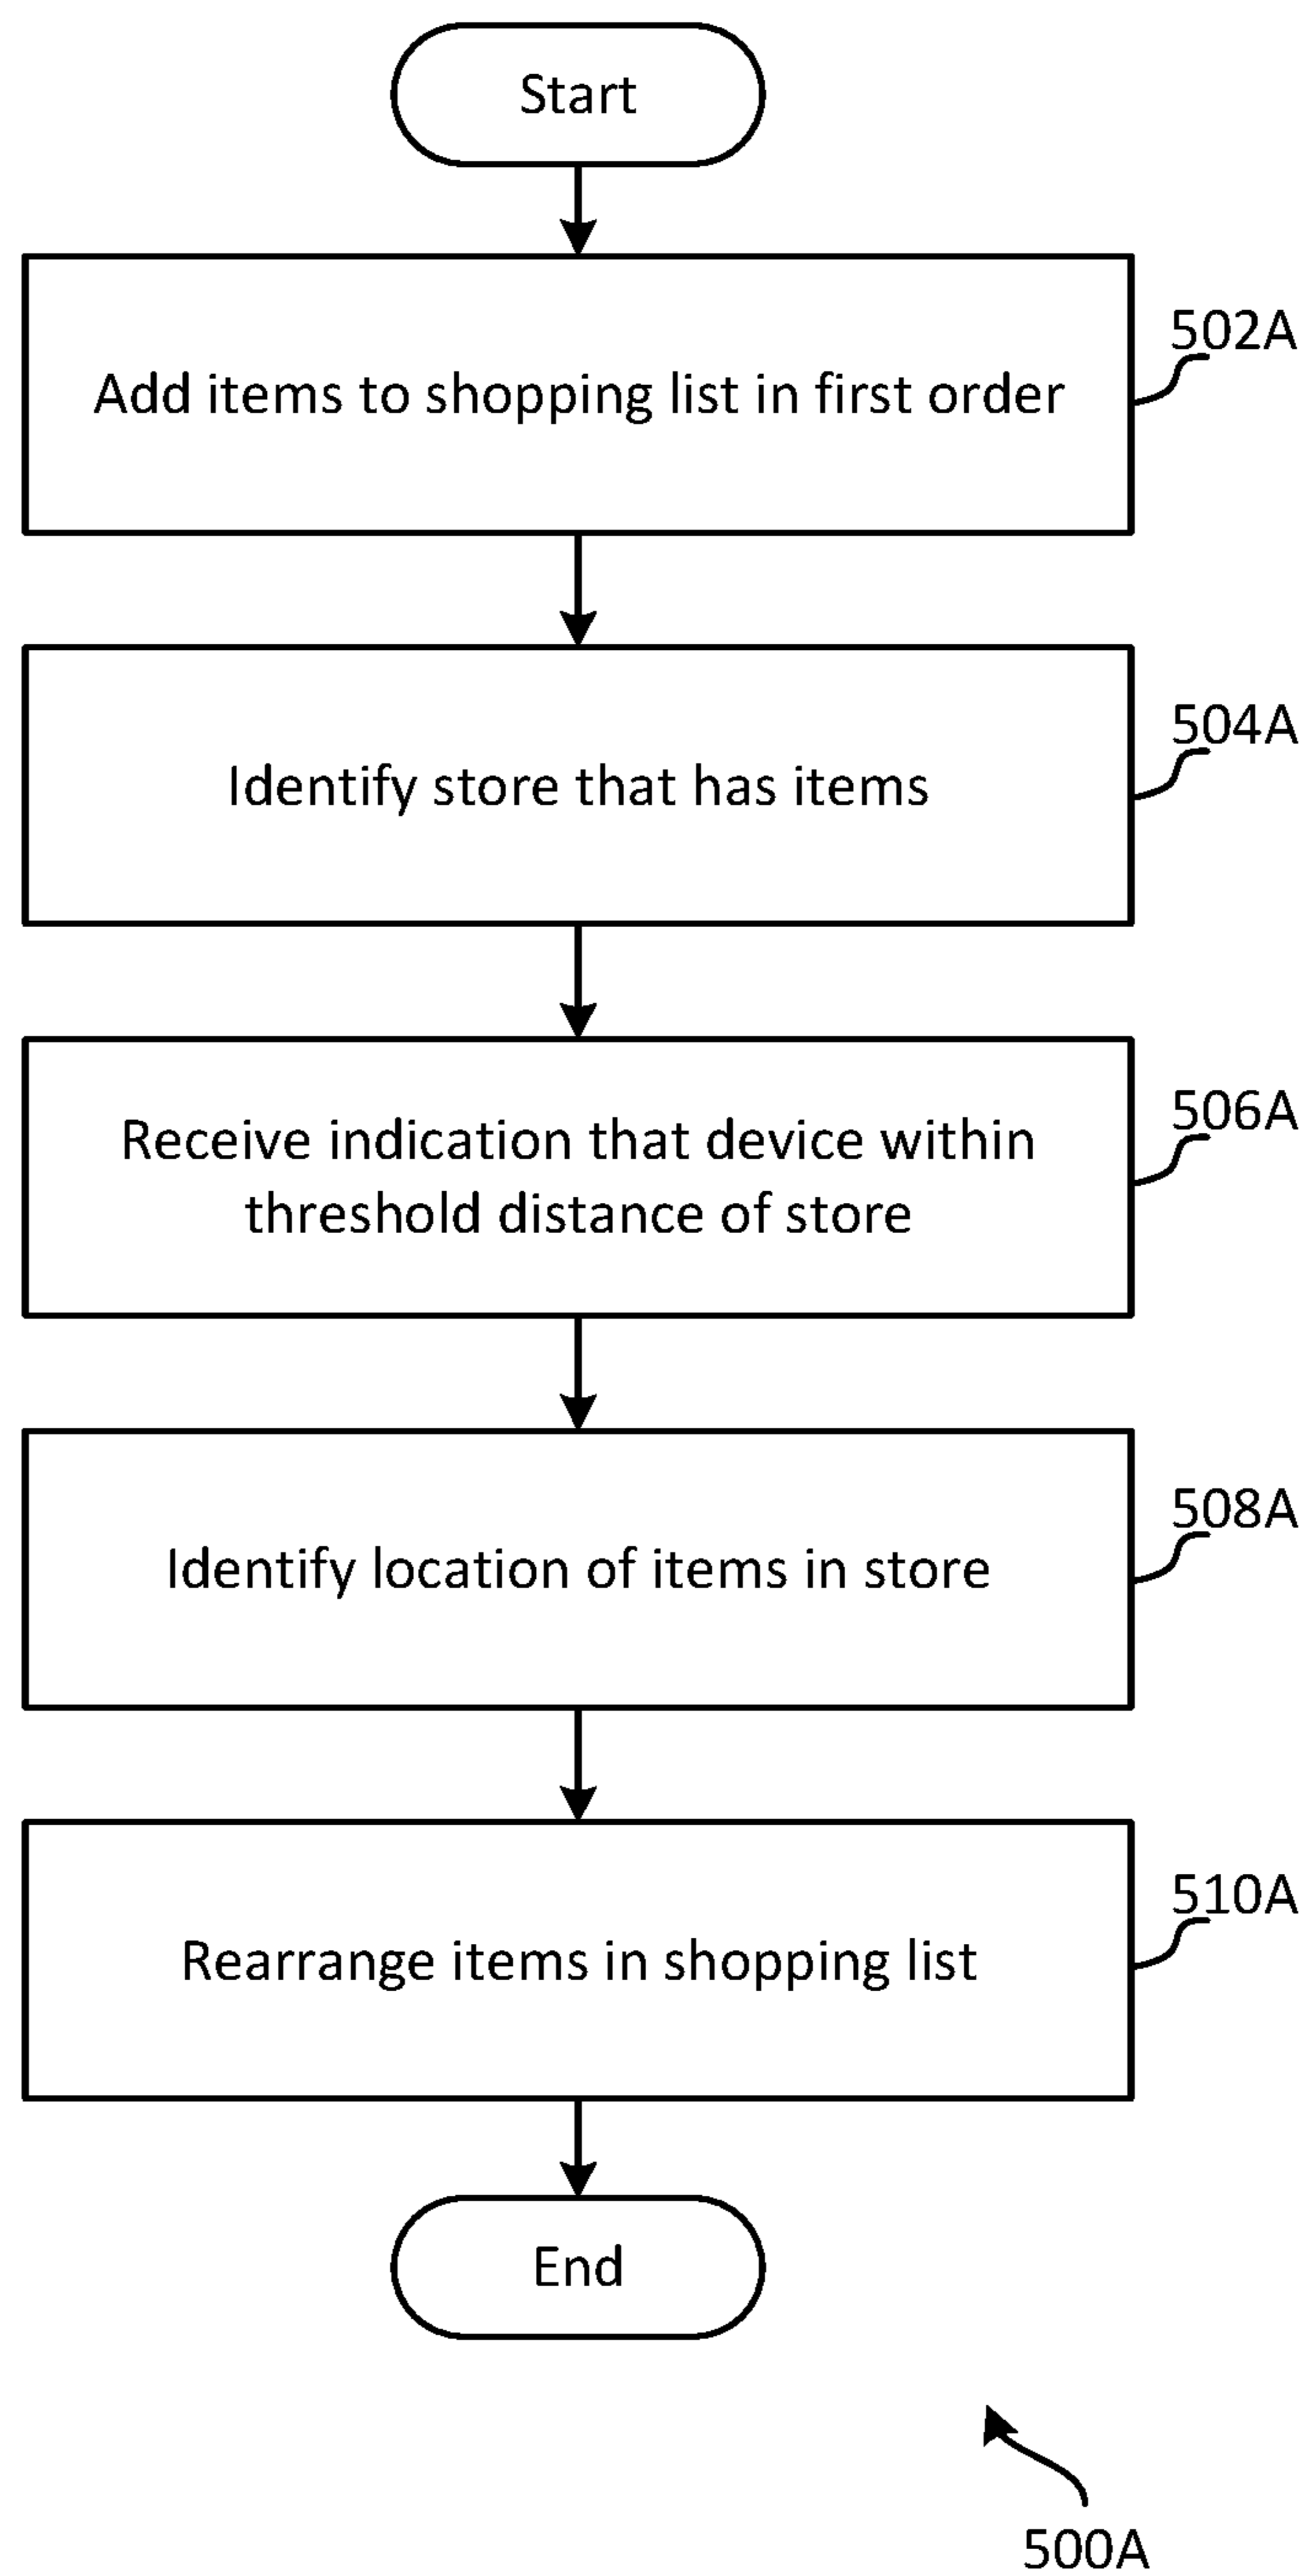 Start
Add items to shopping list in first order
502A
Identify store that has items
504A
Receive indication that device within
threshold distance of store
506A
Identify location of items in store
508A
Rearrange items in shopping list
510A
End
500A